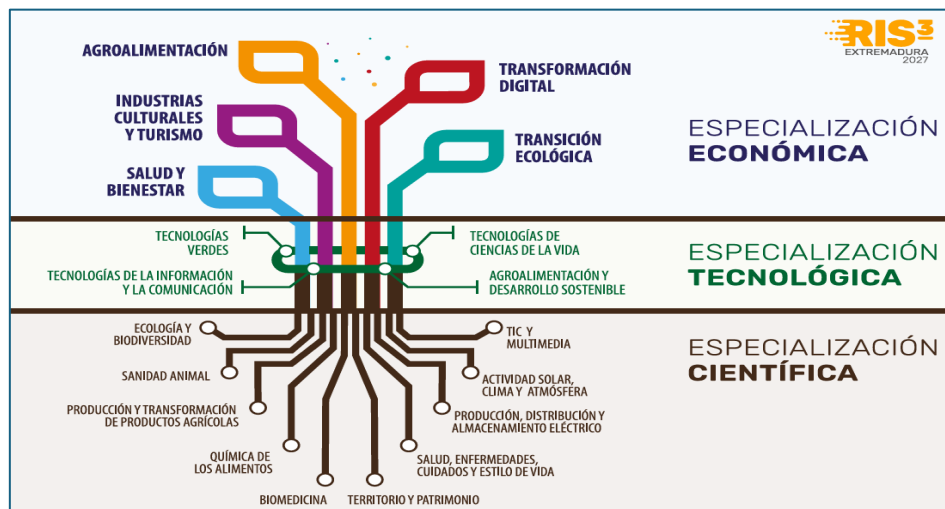 RIS3
EXTREMADURA
2027
AGROALIMENTACIÓN
TRANSFORMACIÓN
DIGITAL
INDUSTRIAS
CULTURALES
Y TURISMO
TRANSICIÓN
ECOLÓGICA
SALUD Y
BIENESTAR
ESPECIALIZACIÓN
ECONÓMICA
TECNOLOGÍAS
VERDES
TECNOLOGÍAS DE
CIENCIAS DE LA VIDA
TECNOLOGÍAS DE LA INFORMACIÓN
Y LA COMUNICACIÓN
AGROALIMENTACIÓN Y
DESARROLLO SOSTENIBLE
ESPECIALIZACIÓN
TECNOLÓGICA
ECOLOGÍA Y
BIODIVERSIDAD
TIC Y
MULTIMEDIA
SANIDAD ANIMAL
ACTIVIDAD SOLAR,
CLIMA Y ATMÓSFERA
PRODUCCIÓN Y TRANSFORMACIÓN
DE PRODUCTOS AGRÍCOLAS
PRODUCCIÓN, DISTRIBUCIÓN Y
ALMACENAMIENTO ELÉCTRICO
QUÍMICA DE
LOS ALIMENTOS
SALUD, ENFERMEDADES,
CUIDADOS Y ESTILO DE VIDA
BIOMEDICINA
TERRITORIO Y PATRIMONIO
ESPECIALIZACIÓN
CIENTÍFICA